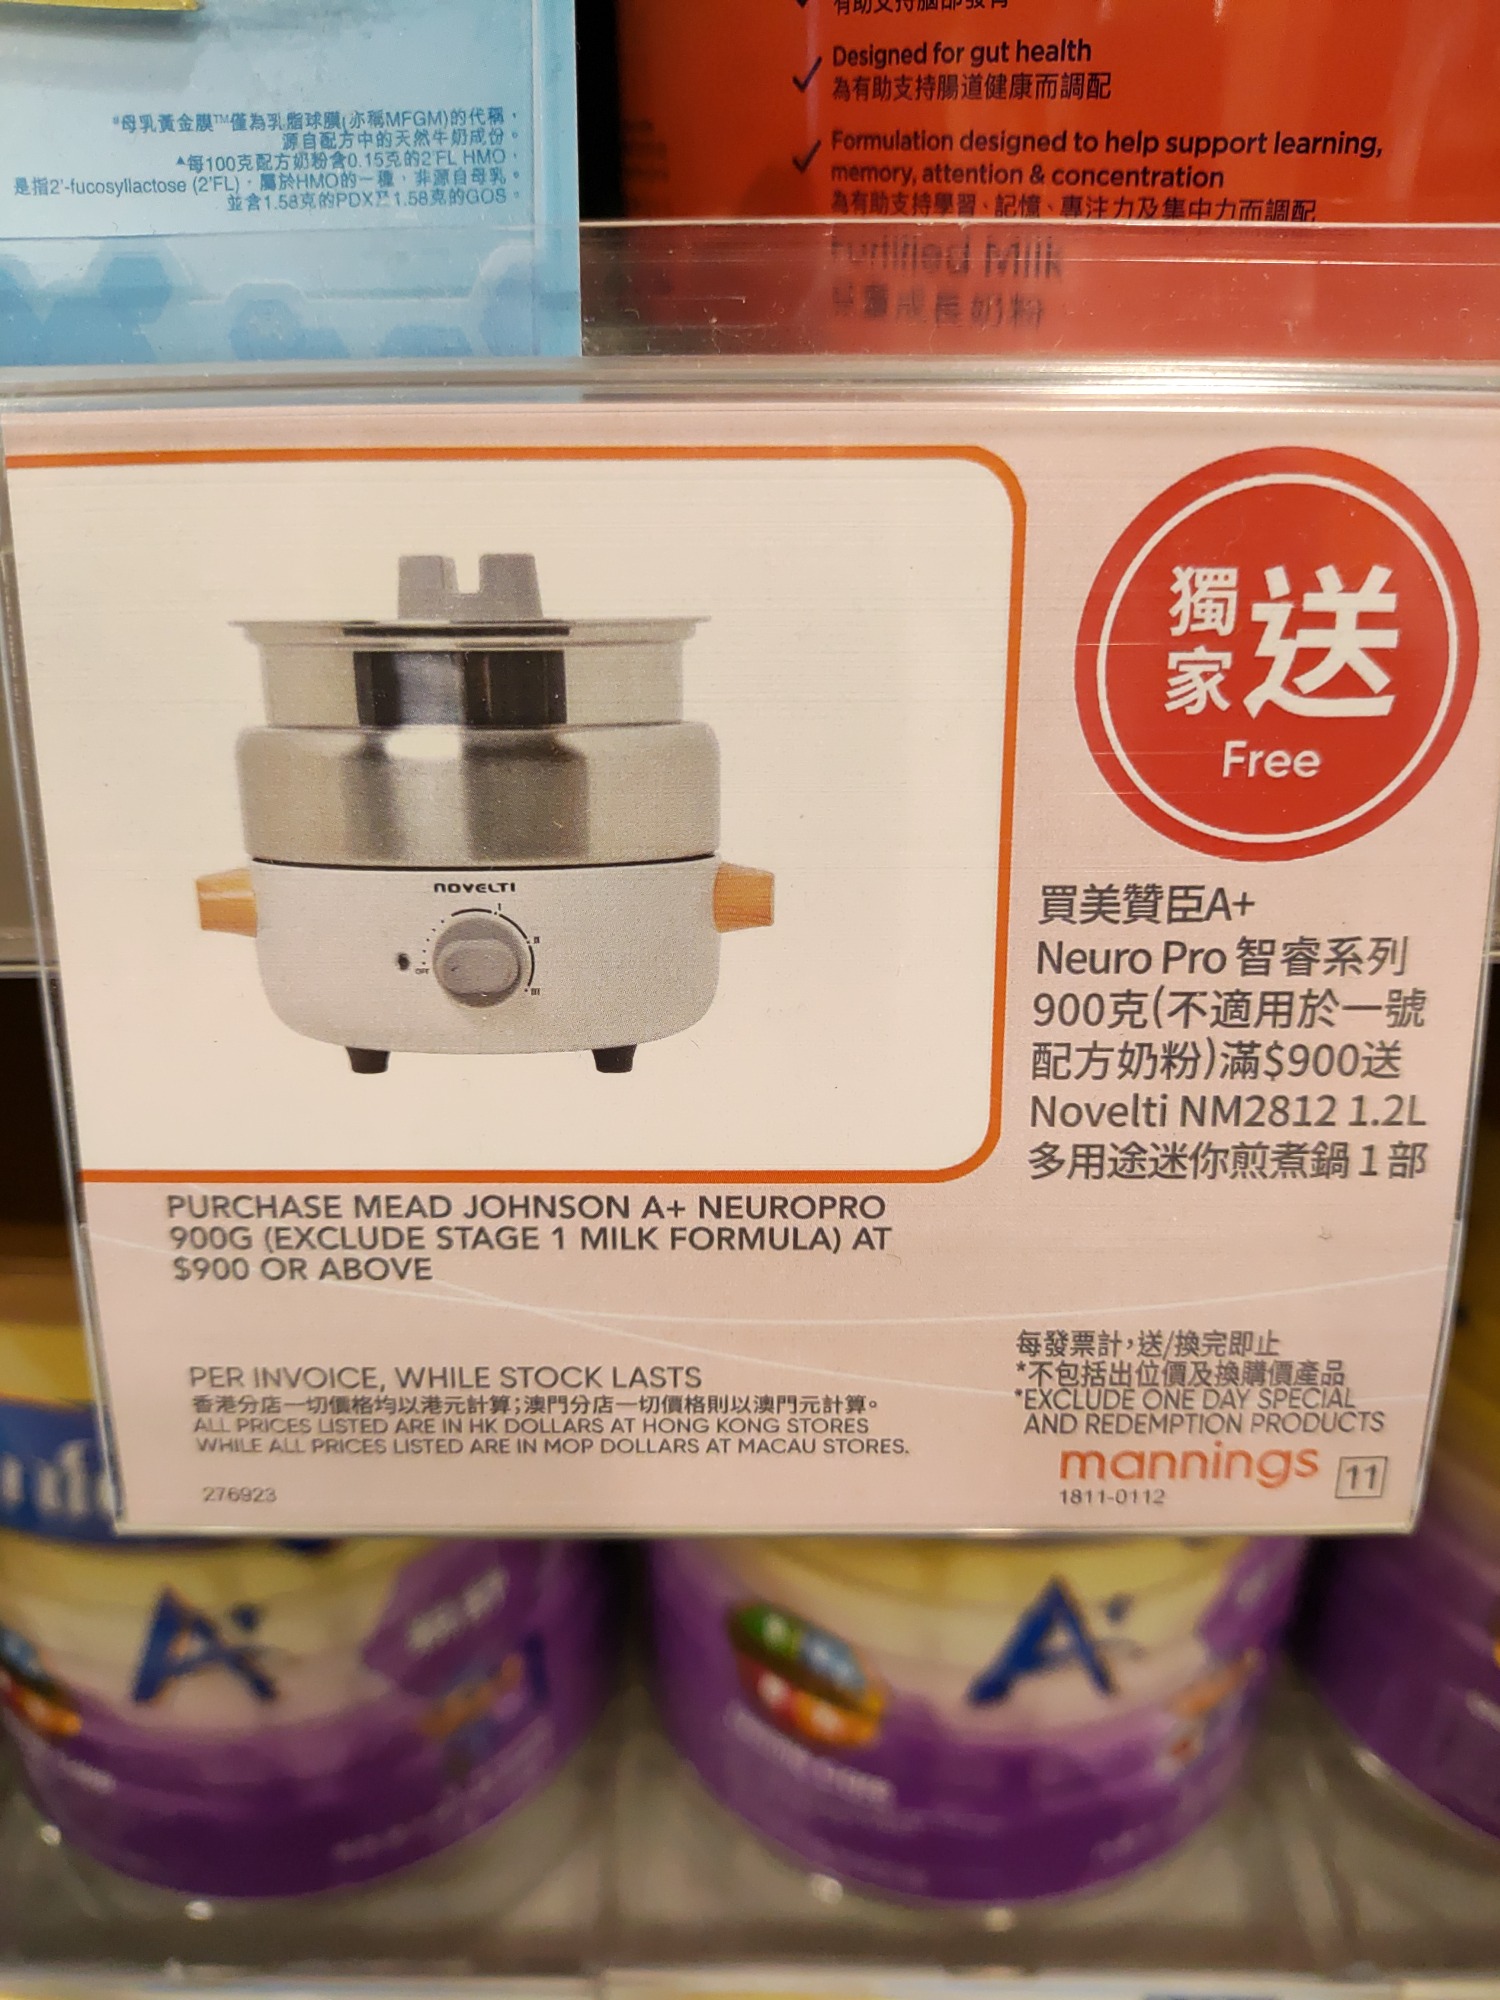 *母乳黃金膜™僅為乳脂球膜(亦稱MFGM)的代稱，
源自配方中的天然牛奶成份。
▲每100克配方奶粉含0.15克的2'FL HMO，
是指2'-fucosyllactose (2'FL)，屬於HMO的一種，非源自母乳。
並含1.58克的PDX及1.58克的GOS。
Designed for gut health
為有助支持腸道健康而調配
Formulation designed to help support learning,
memory, attention & concentration
為有助支持學習、記憶、專注力及集中力而調配
Milk
成長奶粉
獨家
送
Free
NOVELTI
OFF
買美贊臣A+
Neuro Pro 智睿系列
900克(不適用於一號
配方奶粉)滿$900送
Novelti NM2812 1.2L
多用途迷你煎煮鍋1部
PURCHASE MEAD JOHNSON A+ NEUROPRO
900G (EXCLUDE STAGE 1 MILK FORMULA) AT
$900 OR ABOVE
PER INVOICE, WHILE STOCK LASTS
香港分店一切價格均以港元計算;澳門分店一切價格則以澳門元計算。
ALL PRICES LISTED ARE IN HK DOLLARS AT HONG KONG STORES
WHILE ALL PRICES LISTED ARE IN MOP DOLLARS AT MACAU STORES.
276923
每發票計,送/換完即止
*不包括出位價及換購價產品
*EXCLUDE ONE DAY SPECIAL
AND REDEMPTION PRODUCTS
mannings
11
1811-0112
A+
A+